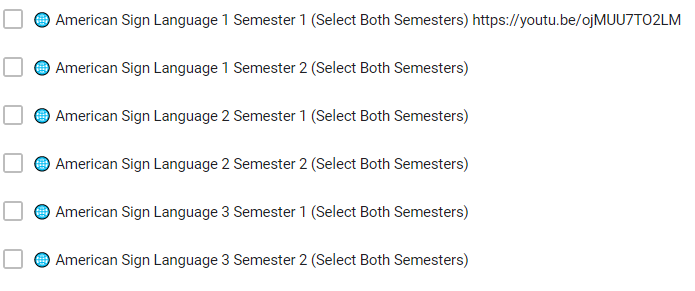 American Sign Language 1 Semester 1 (Select Both Semesters) https://youtu.be/ojMUU7TO2LM
American Sign Language 1 Semester 2 (Select Both Semesters)
American Sign Language 2 Semester 1 (Select Both Semesters)
American Sign Language 2 Semester 2 (Select Both Semesters)
American Sign Language 3 Semester 1 (Select Both Semesters)
American Sign Language 3 Semester 2 (Select Both Semesters)